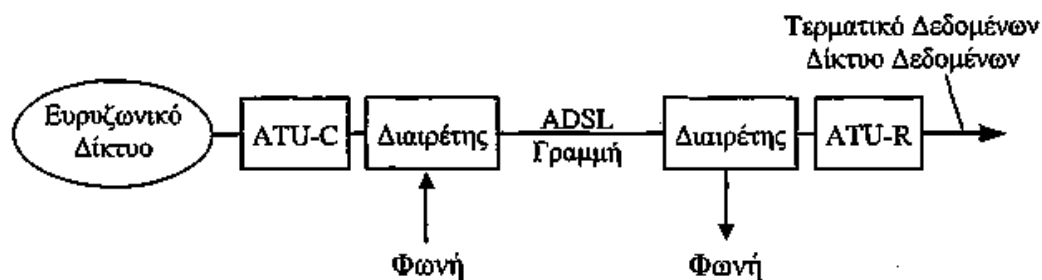 Τερματικό Δεδομένων
Δίκτυο Δεδομένων
Ευρυζωνικό
Δίκτυο
ATU-C
Διαιρέτης
ADSL
Γραμμή
Διαιρέτης
ATU-R
Φωνή
Φωνή